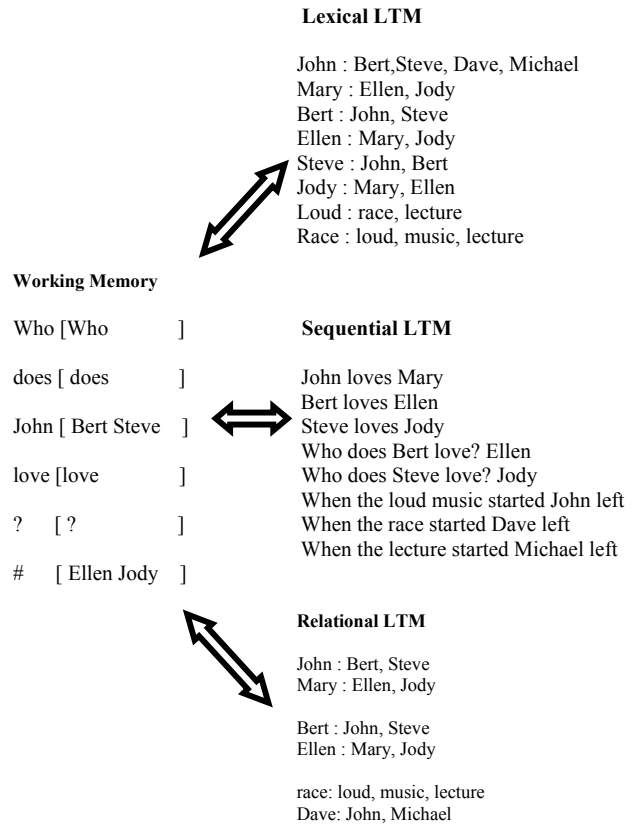 Lexical LTM
John : Bert,Steve, Dave, Michael
Mary : Ellen, Jody
Bert : John, Steve
Ellen : Mary, Jody
Steve : John, Bert
Jody : Mary, Ellen
Loud : race, lecture
Race : loud, music, lecture
Working Memory
Who [Who ]
does [ does ]
John [ Bert Steve ]
love [love ]
? [ ? ]
# [ Ellen Jody ]
Sequential LTM
John loves Mary
Bert loves Ellen
Steve loves Jody
Who does Bert love? Ellen
Who does Steve love? Jody
When the loud music started John left
When the race started Dave left
When the lecture started Michael left
Relational LTM
John : Bert, Steve
Mary : Ellen, Jody
Bert : John, Steve
Ellen : Mary, Jody
race: loud, music, lecture
Dave: John, Michael